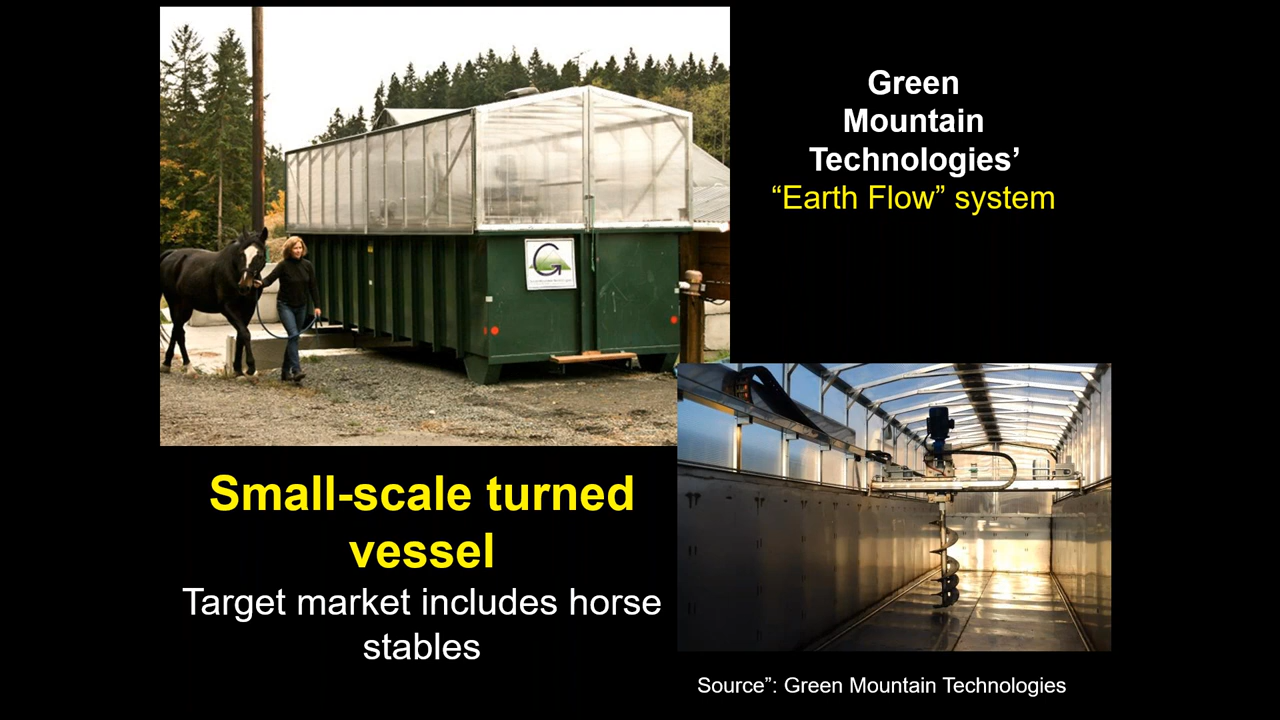 Green
Mountain
Technologies’
“Earth Flow” system
G
Small-scale turned
vessel
Target market includes horse
stables
Source”: Green Mountain Technologies